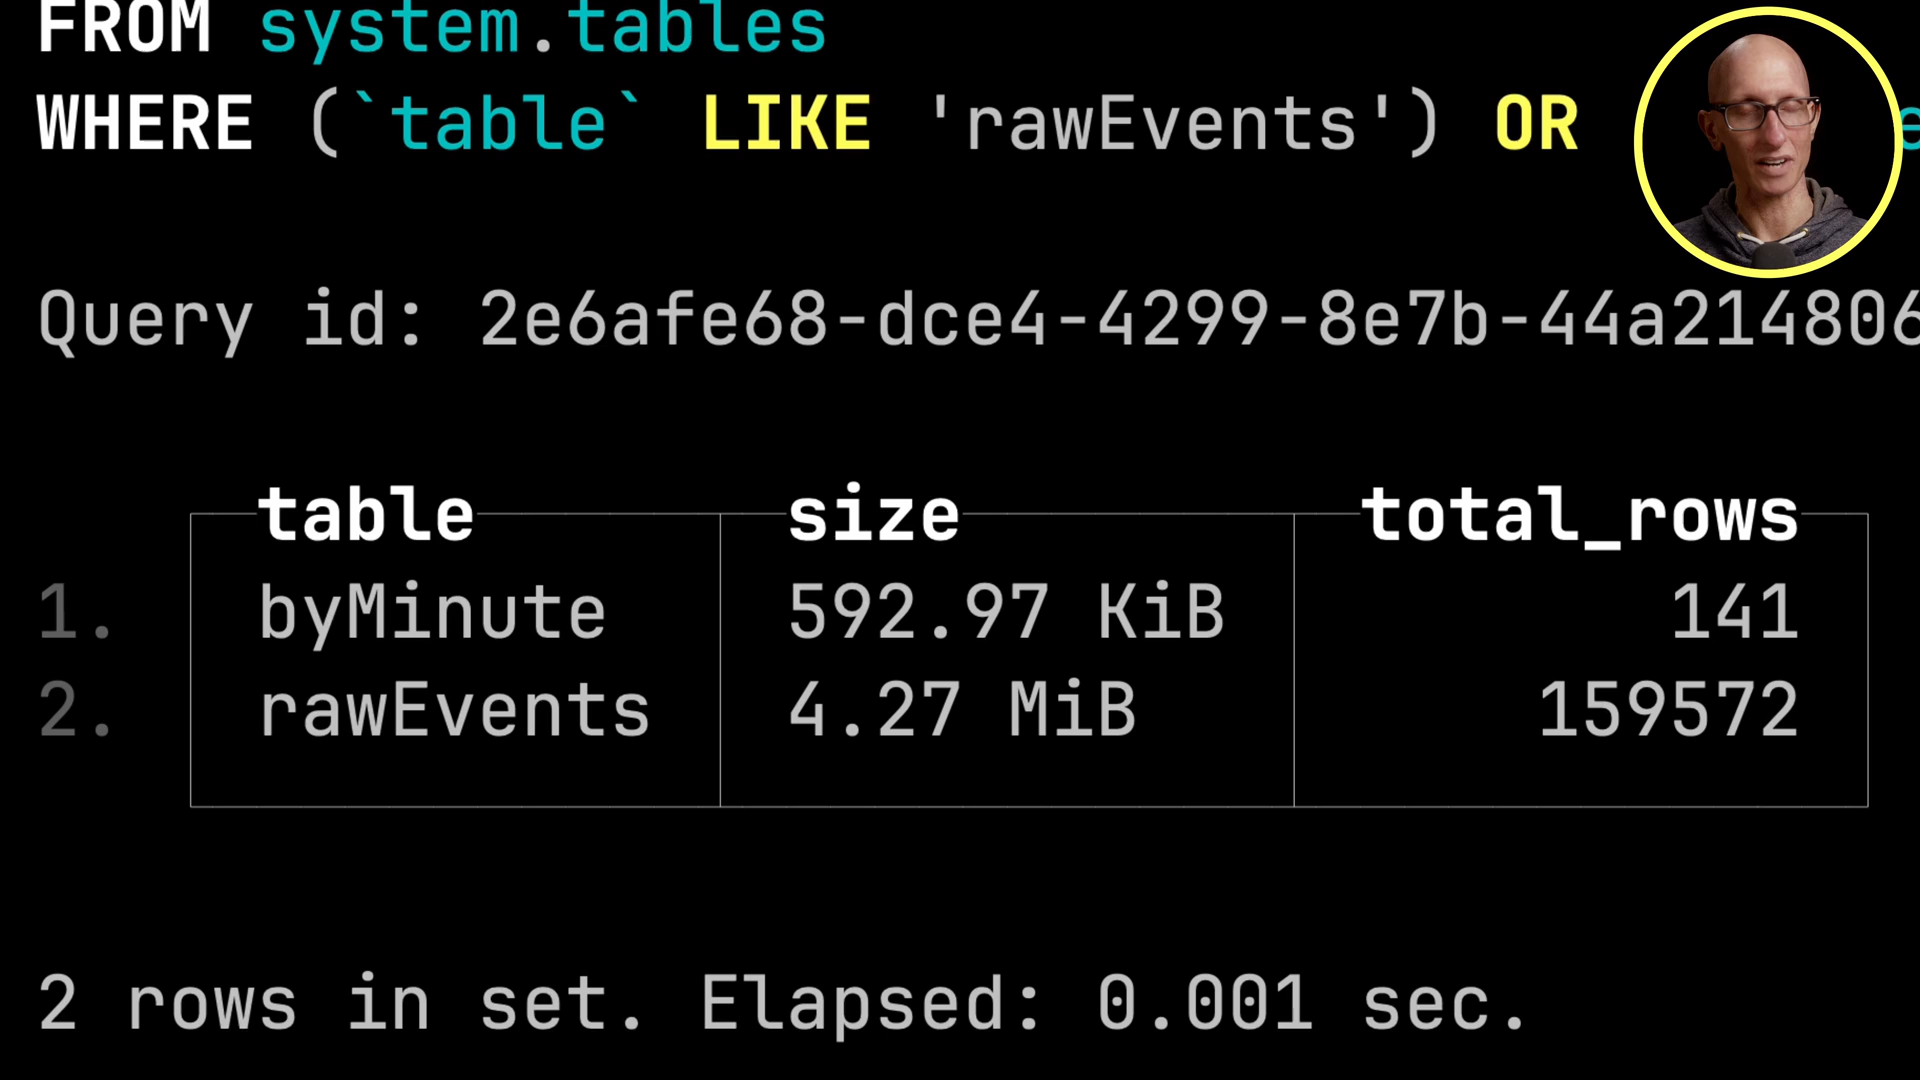 FROM system.tables
WHERE (`table` LIKE 'rawEvents') OR
Query id: 2e6afe68-dce4-4299-8e7b-44a214806
table size total_rows
1. byMinute 592.97 KiB 141
2. rawEvents 4.27 MiB 159572
2 rows in set. Elapsed: 0.001 sec.